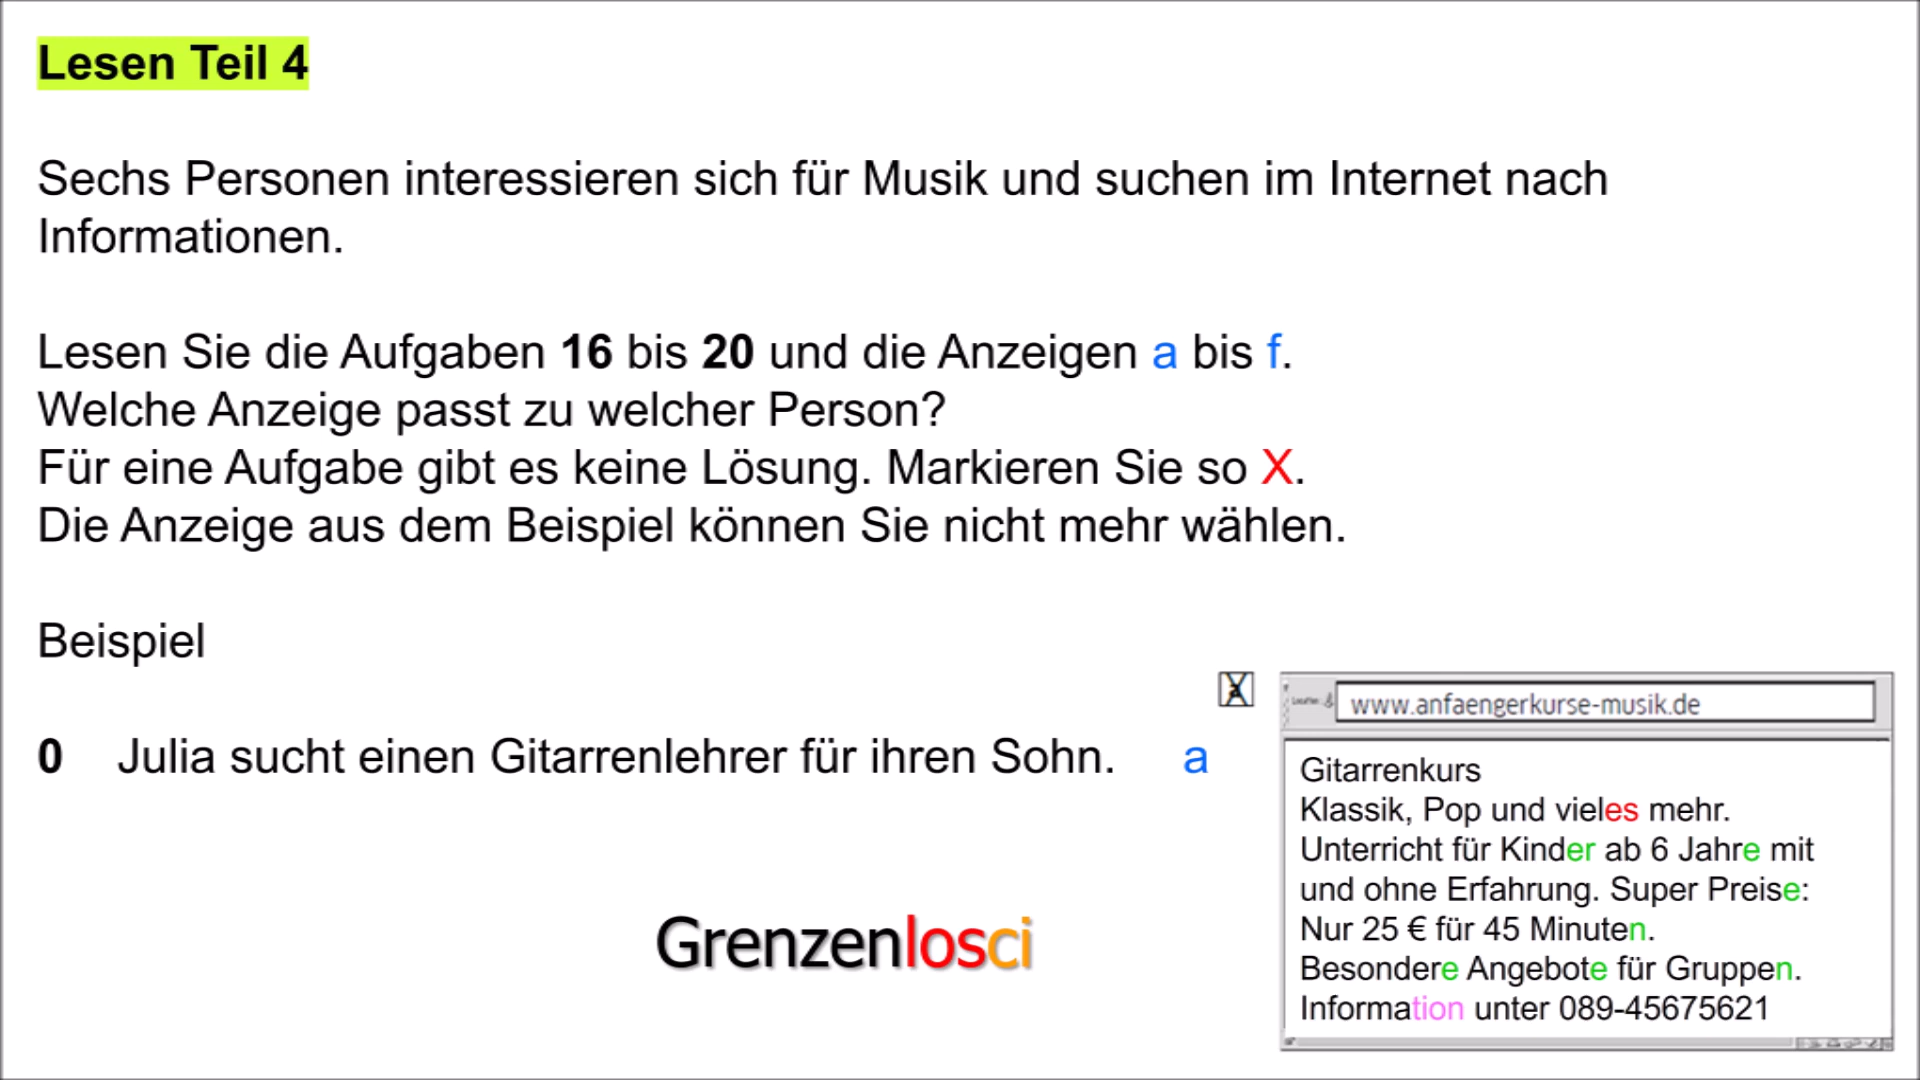 Lesen Teil 4
Sechs Personen interessieren sich für Musik und suchen im Internet nach
Informationen.
Lesen Sie die Aufgaben 16 bis 20 und die Anzeigen a bis f.
Welche Anzeige passt zu welcher Person?
Für eine Aufgabe gibt es keine Lösung. Markieren Sie so X.
Die Anzeige aus dem Beispiel können Sie nicht mehr wählen.
Beispiel
0 Julia sucht einen Gitarrenlehrer für ihren Sohn. a
www.anfaengerkurse-musik.de
Gitarrenkurs
Klassik, Pop und vieles mehr.
Unterricht für Kinder ab 6 Jahre mit
und ohne Erfahrung. Super Preise:
Nur 25 € für 45 Minuten.
Besondere Angebote für Gruppen.
Information unter 089-45675621
Grenzenlosci